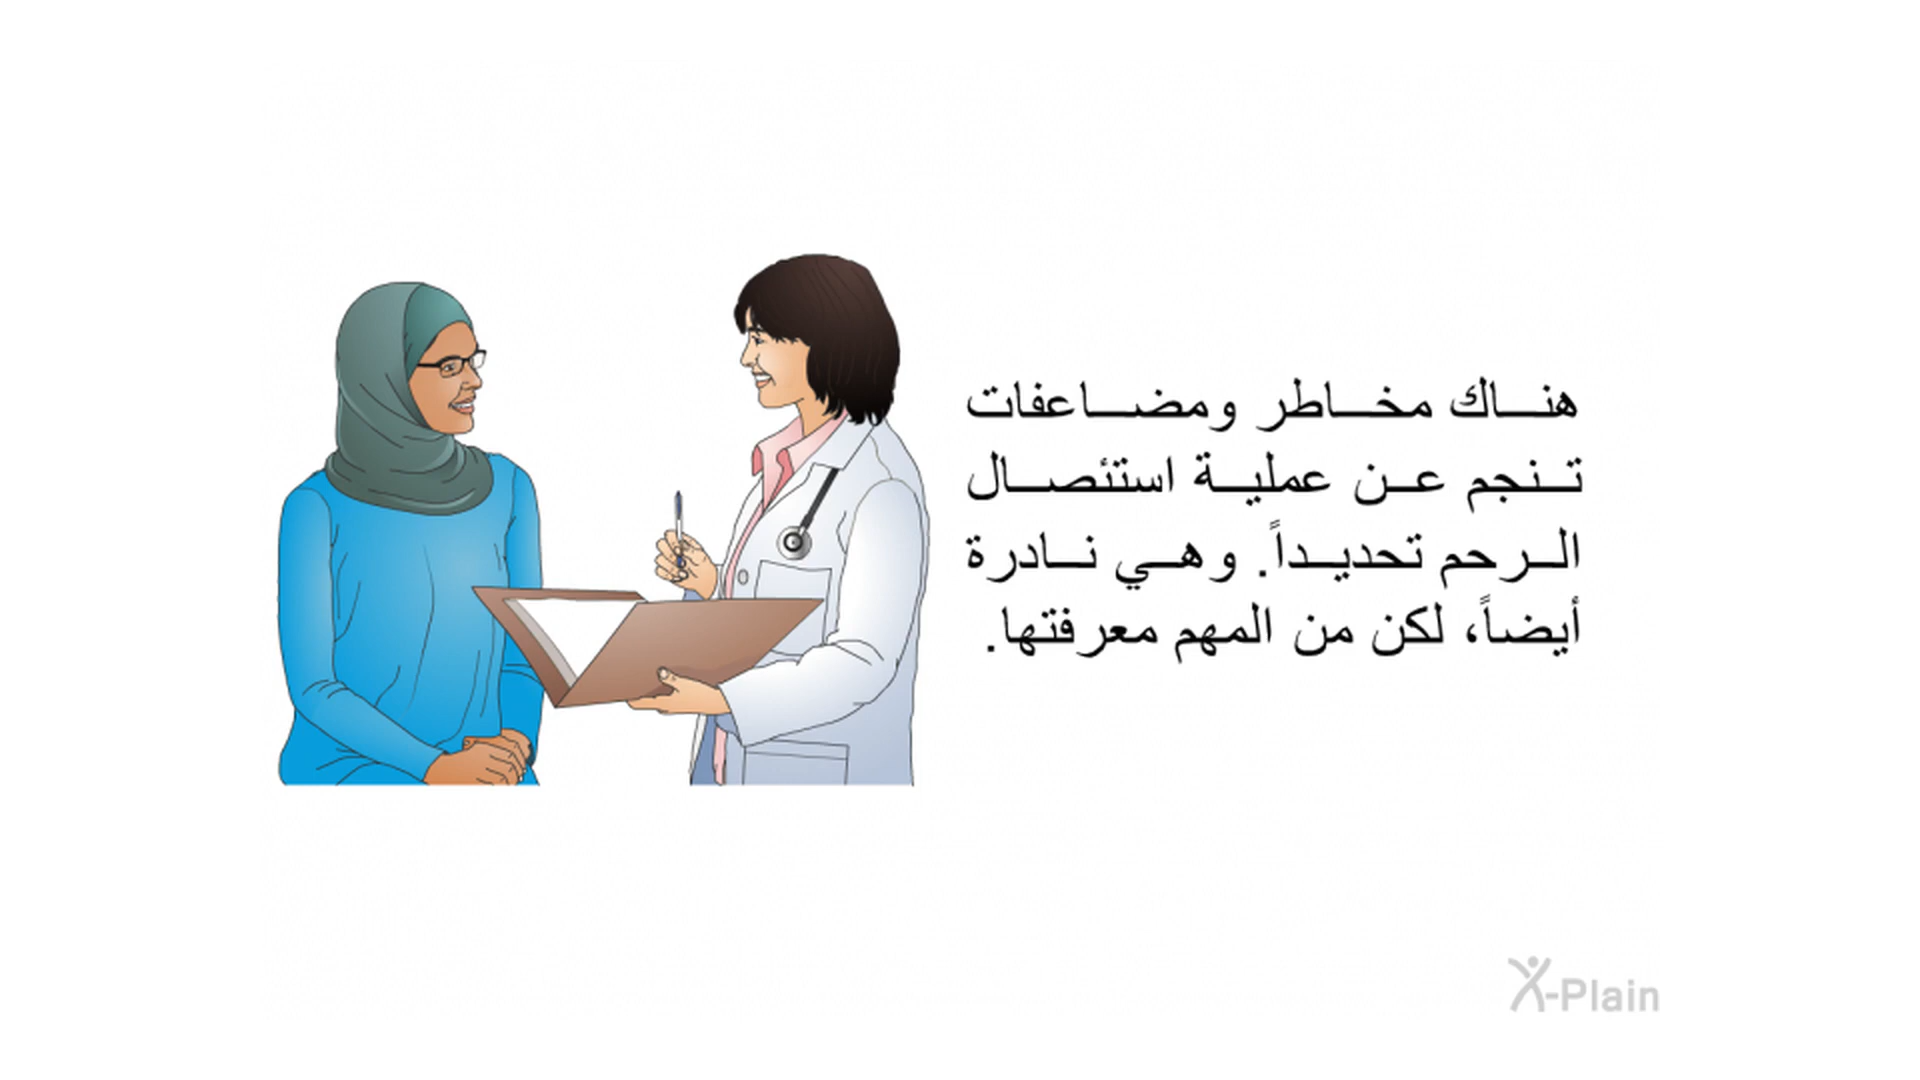 هناك مخاطر ومضاعفات
تنجم عن عملية استئصال
الرحم تحديداً. وهي نادرة
أيضاً، لكن من المهم معرفتها.
X-Plain